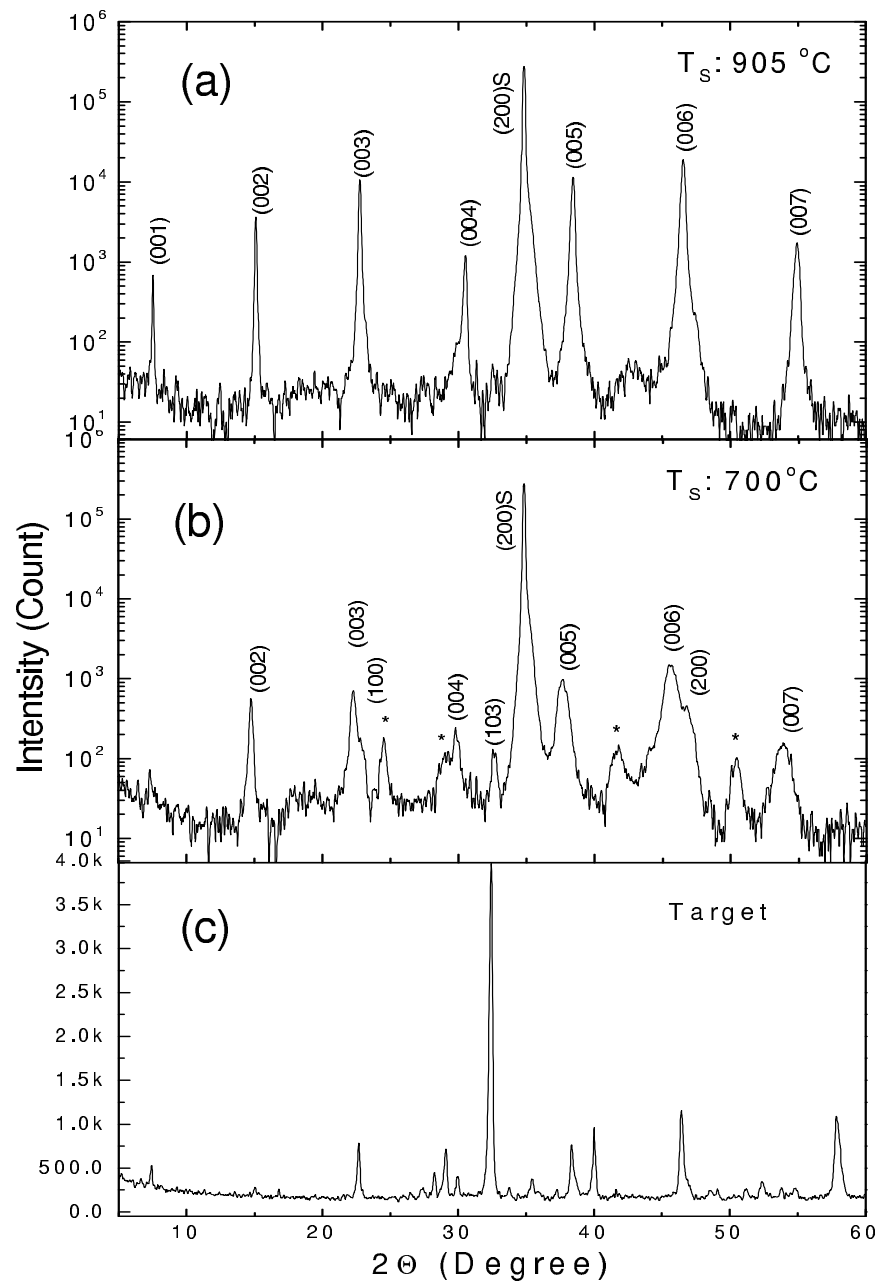 10⁶
(a)
T_S: 905 °C
(001)
(002)
(003)
(004)
(200)S
(005)
(006)
(007)
10⁵
10⁴
10³
10²
10¹
10⁶
(b)
T_S: 700°C
(002)
(003)
(100)
*
*
(004)
(103)
(200)S
(005)
*
(006)
(200)
*
(007)
10⁵
10⁴
10³
10²
10¹
Intentsity (Count)
4.0k
(c)
Target
3.5k
3.0k
2.5k
2.0k
1.5k
1.0k
500.0
0.0
10 20 30 40 50 60
2Θ (Degree)